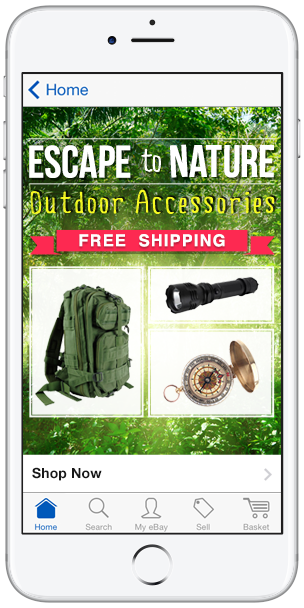 Home
ESCAPE to NATURE
Outdoor Accessories
FREE SHIPPING
Shop Now
Home Search My eBay Sell Basket